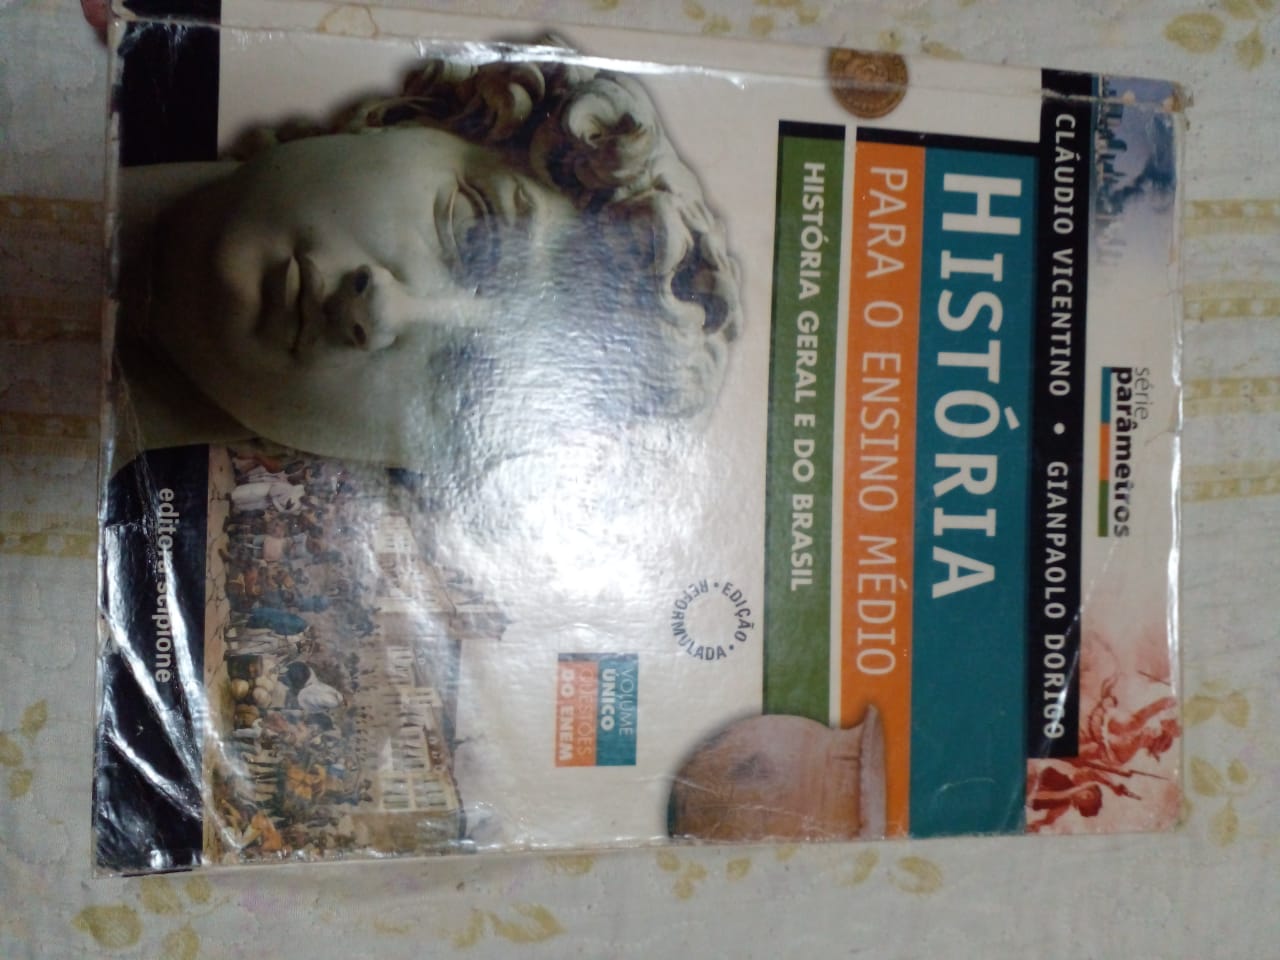 série
parâmetros
CLÁUDIO VICENTINO • GIANPAOLO DORIGO
HISTÓRIA
PARA O ENSINO MÉDIO
HISTÓRIA GERAL E DO BRASIL
• EDIÇÃO •
REFORMULADA
VOLUME
ÚNICO
QUESTÕES
DO ENEM
editora scipione